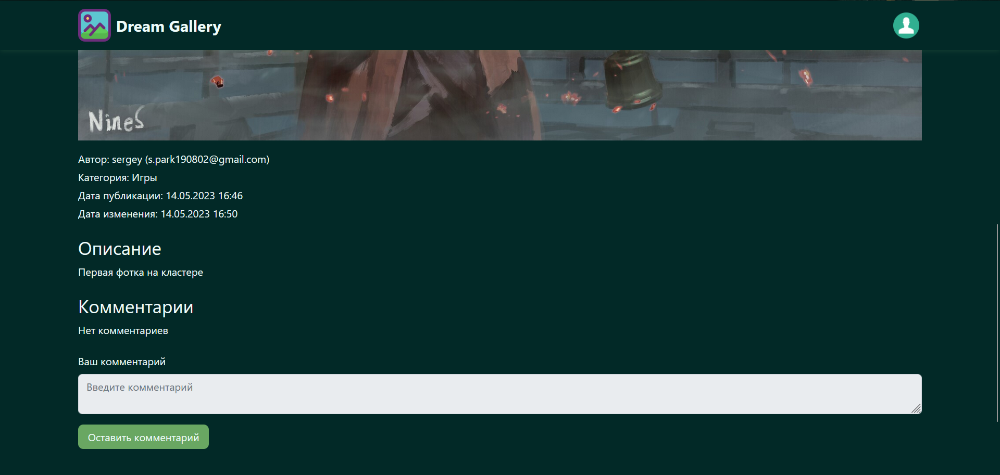 Dream Gallery
NineS
Автор: sergey (s.park190802@gmail.com)
Категория: Игры
Дата публикации: 14.05.2023 16:46
Дата изменения: 14.05.2023 16:50
Описание
Первая фотка на кластере
Комментарии
Нет комментариев
Ваш комментарий
Введите комментарий
Оставить комментарий